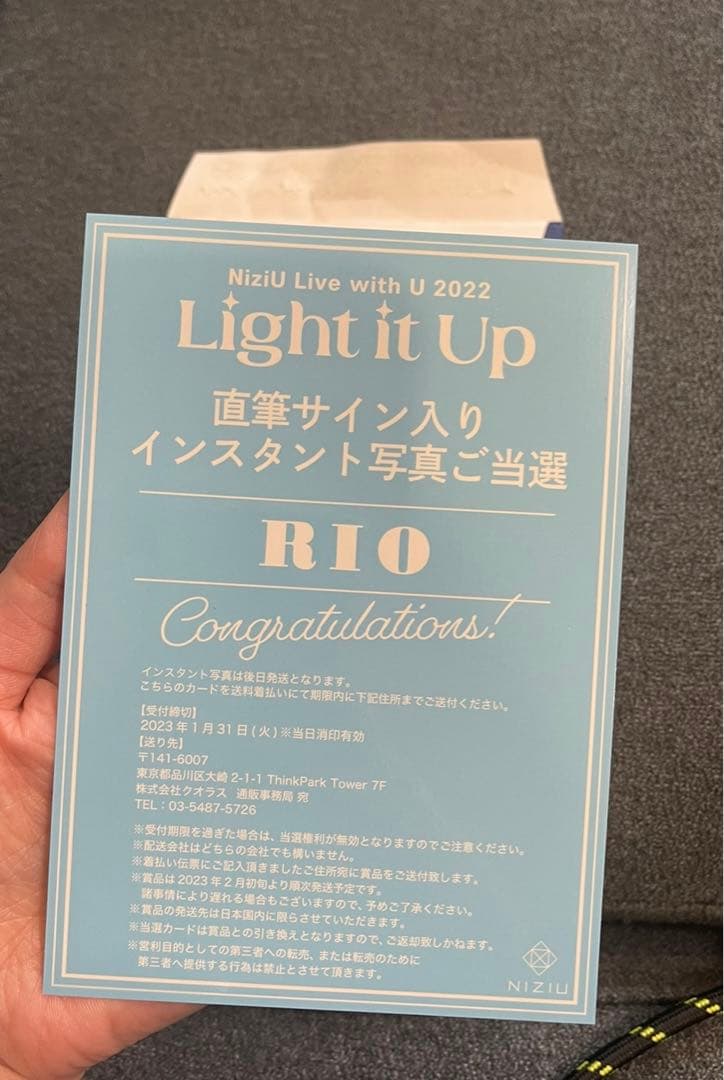 NiziU Live with U 2022
Light it Up
直筆サイン入り
インスタント写真ご当選
RIO
Congratulations!
インスタント写真は後日発送となります。
こちらのカードを送料着払いにて期限内に下記住所までご送付ください。
【受付締切】
2023年1月31日(火)※当日消印有効
【送り先】
〒141-6007
東京都品川区大崎 2-1-1 ThinkPark Tower 7F
株式会社クオラス 通販事務局 宛
TEL：03-5487-5726
※受付期限を過ぎた場合は、当選権利が無効となりますのでご注意ください。
※配送会社はどちらの会社でも構いません。
※着払い伝票にご記入頂きましたご住所宛に賞品をご送付致します。
※賞品は2023年2月初旬より順次発送予定です。
諸事情により遅れる場合もございますので、予めご了承ください。
※賞品の発送先は日本国内に限らさせていただきます。
※当選カードは賞品との引き換えとなりますので、ご返却致しかねます。
※営利目的としての第三者への転売、または転売のために
第三者へ提供する行為は禁止とさせて頂きます。
NIZIU